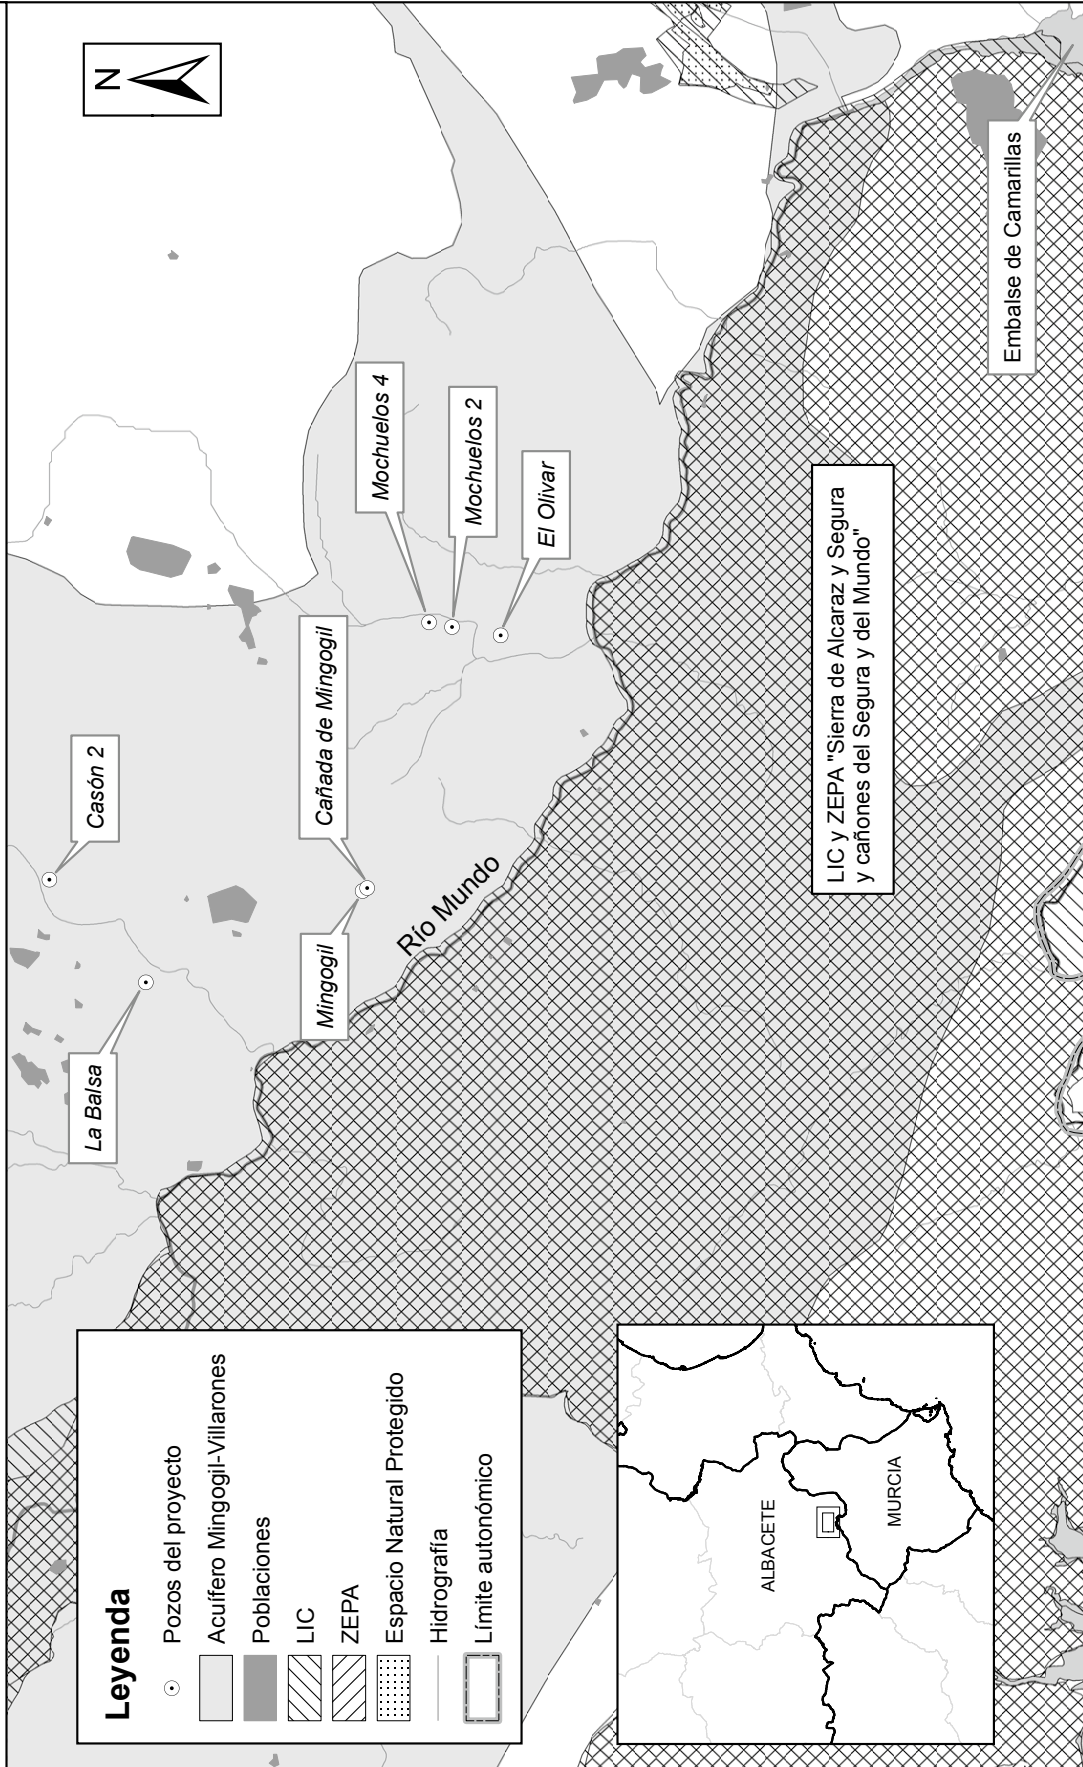 N
Casón 2
La Balsa
Cañada de Mingogil
Mingogil
Mochuelos 4
Mochuelos 2
El Olivar
Río Mundo
LIC y ZEPA "Sierra de Alcaraz y Segura
y cañones del Segura y del Mundo"
Embalse de Camarillas
Leyenda
Pozos del proyecto
Acuífero Mingogil-Villarones
Poblaciones
LIC
ZEPA
Espacio Natural Protegido
Hidrografía
Límite autonómico
ALBACETE
MURCIA